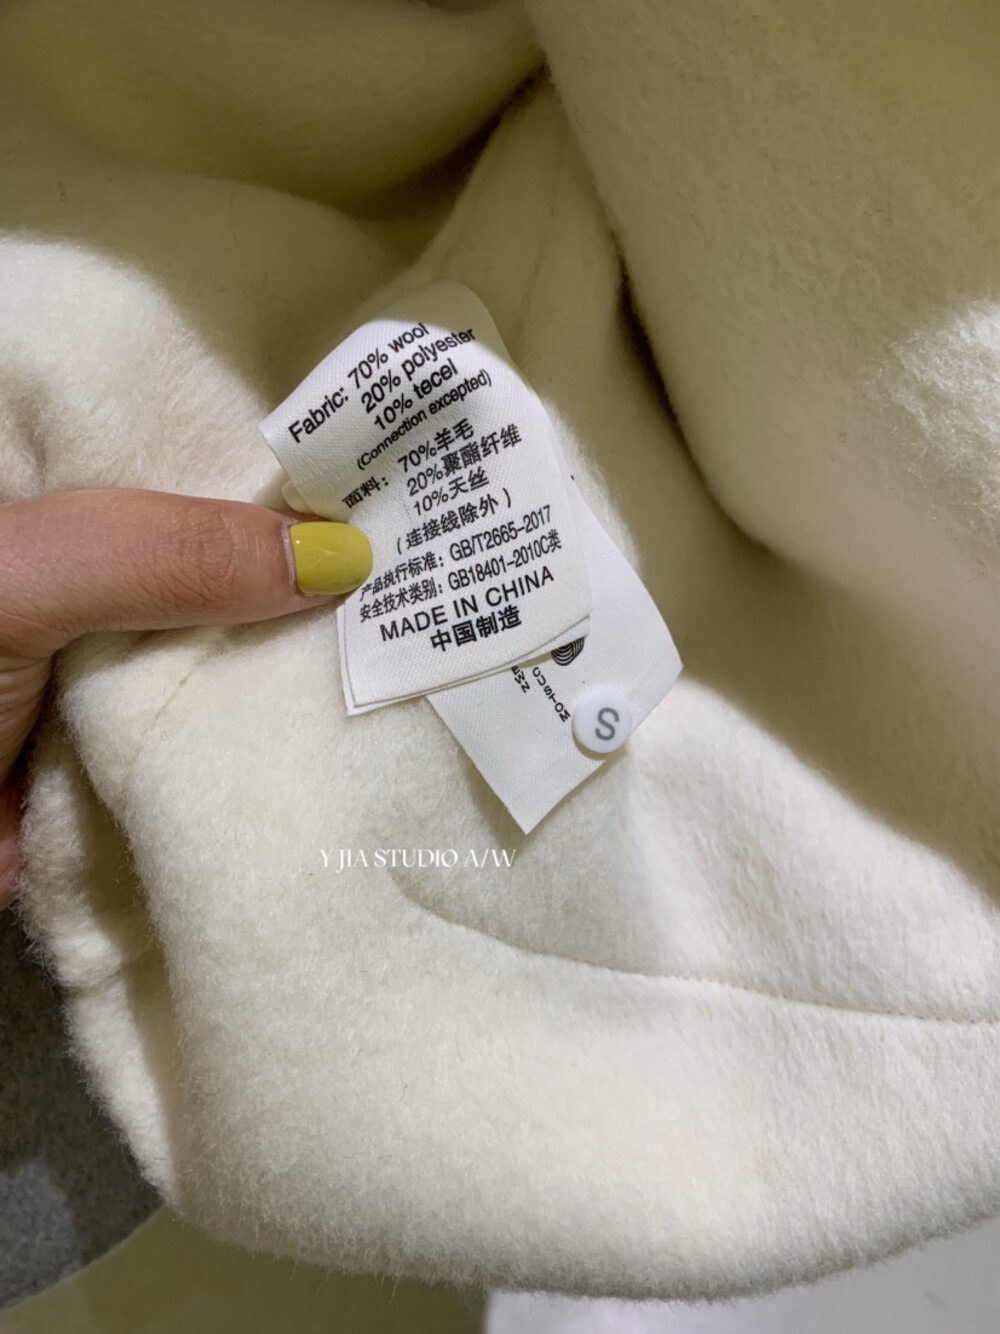 Fabric: 70% wool
20% polyester
10% tecel
(Connection excepted)
面料: 70%羊毛
20%聚酯纤维
10%天丝
(连接线除外)
产品执行标准: GB/T2665-2017
安全技术类别: GB18401-2010C类
MADE IN CHINA
中国制造
CUSTOM
S
Y JIA STUDIO A/W